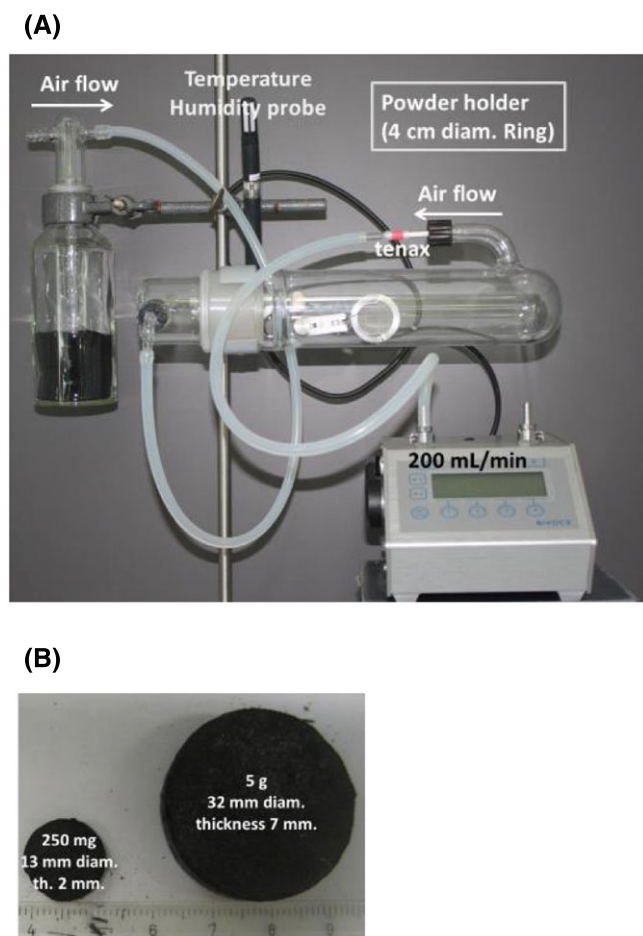 (A)
Air flow
Temperature
Humidity probe
Powder holder
(4 cm diam. Ring)
Air flow
tenax
200 mL/min
(B)
5 g
32 mm diam.
thickness 7 mm.
250 mg
13 mm diam.
th. 2 mm.
4
6
7
8
9